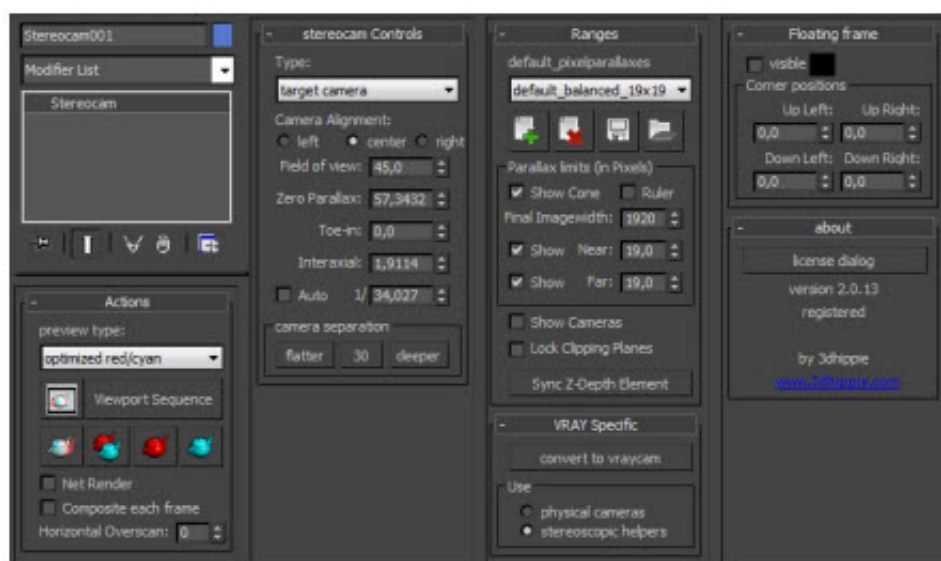 Stereocam001
Modifier List
Stereocam
- Actions
preview type:
optimized red/cyan
Viewport Sequence
Net Render
Composite each frame
Horizontal Overscan: 0
- stereocam Controls
Type:
target camera
Camera Alignment:
left center right
Field of view: 45,0
Zero Parallax: 57,3432
Toe-in: 0,0
Interaxial: 1,9114
Auto 1/ 34,027
camera separation
flatter 30 deeper
- Ranges
default_pixelparallaxes
default_balanced_19x19
Parallax limits (in Pixels)
Show Cone Ruler
Final Imagewidth: 1920
Show Near: 19,0
Show Far: 19,0
Show Cameras
Lock Clipping Planes
Sync Z-Depth Element
- VRAY Specific
convert to vraycam
Use
physical cameras
stereoscopic helpers
- Floating frame
visible
Corner positions
Up Left: Up Right:
0,0 0,0
Down Left: Down Right:
0,0 0,0
- about
license dialog
version 2.0.13
registered
by 3dhippie
www.3dhippie.com